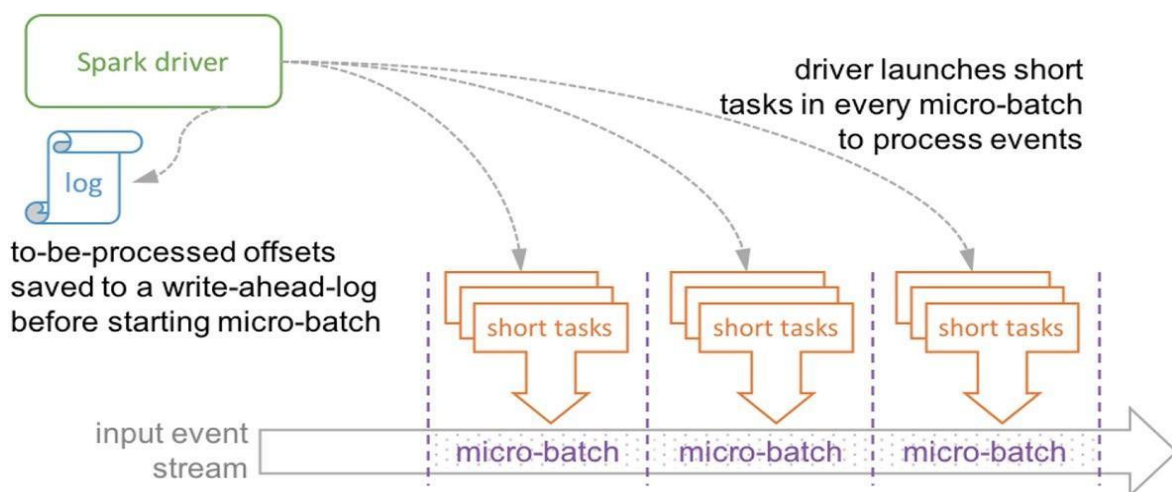 Spark driver
driver launches short
tasks in every micro-batch
to process events
log
to-be-processed offsets
saved to a write-ahead-log
before starting micro-batch
short tasks
short tasks
short tasks
input event
stream
micro-batch
micro-batch
micro-batch